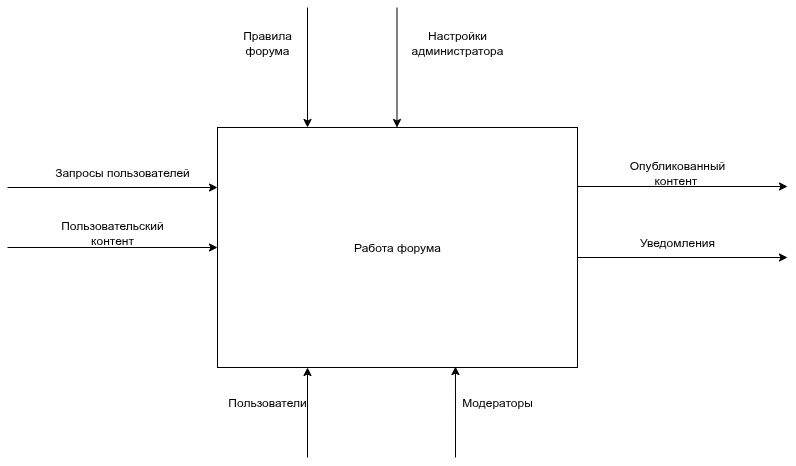 Правила
форума
Настройки
администратора
Запросы пользователей
Пользовательский
контент
Работа форума
Опубликованный
контент
Уведомления
Пользователи
Модераторы